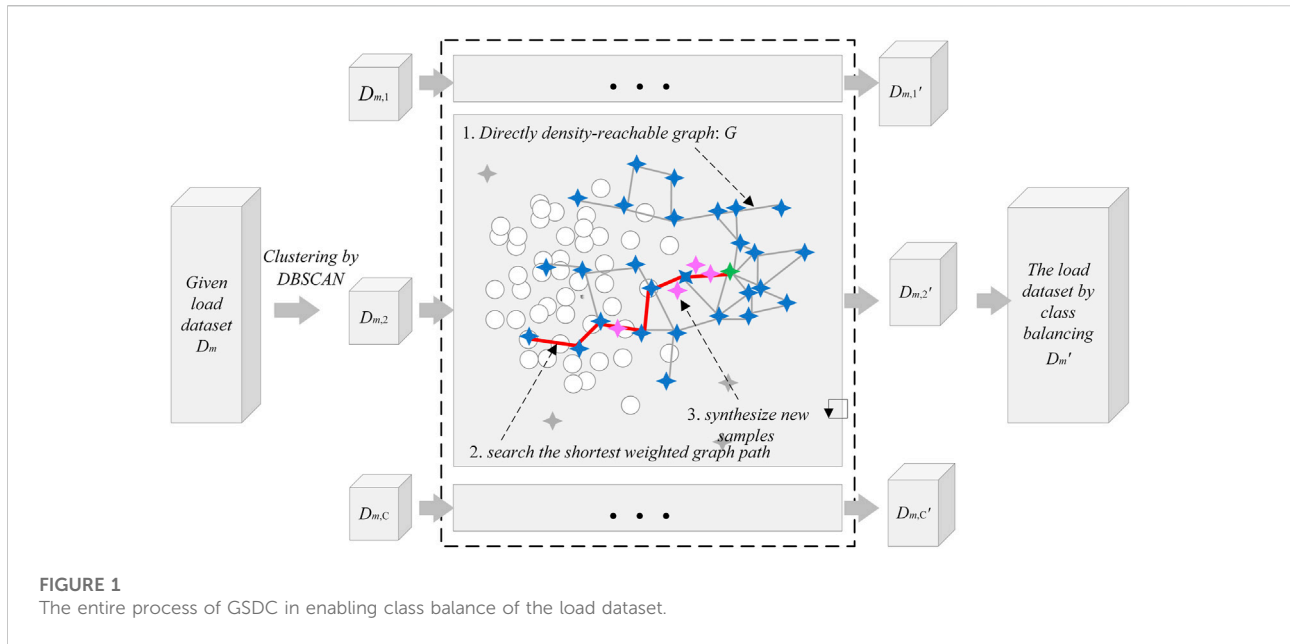 Given
load
dataset
Dm
Clustering by
DBSCAN
Dm,1
Dm,2
Dm,C
. . .
1. Directly density-reachable graph: G
2. search the shortest weighted graph path
3. synthesize new
samples
. . .
Dm,1'
Dm,2'
Dm,C'
The load
dataset by
class
balancing
Dm'
FIGURE 1
The entire process of GSDC in enabling class balance of the load dataset.